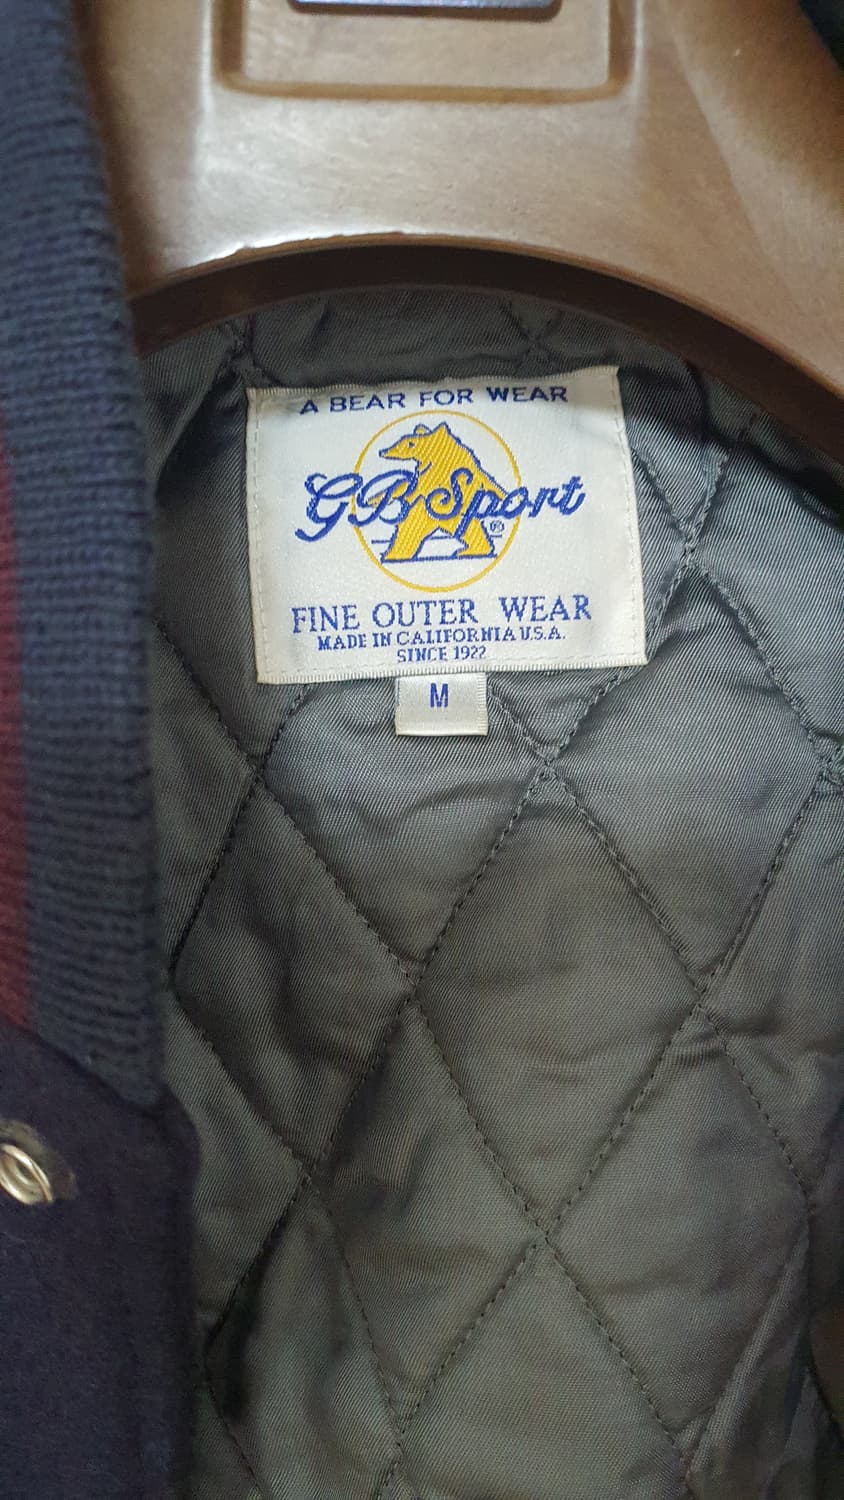 A BEAR FOR WEAR
GB Sport ®
FINE OUTER WEAR
MADE IN CALIFORNIA U.S.A.
SINCE 1922
M